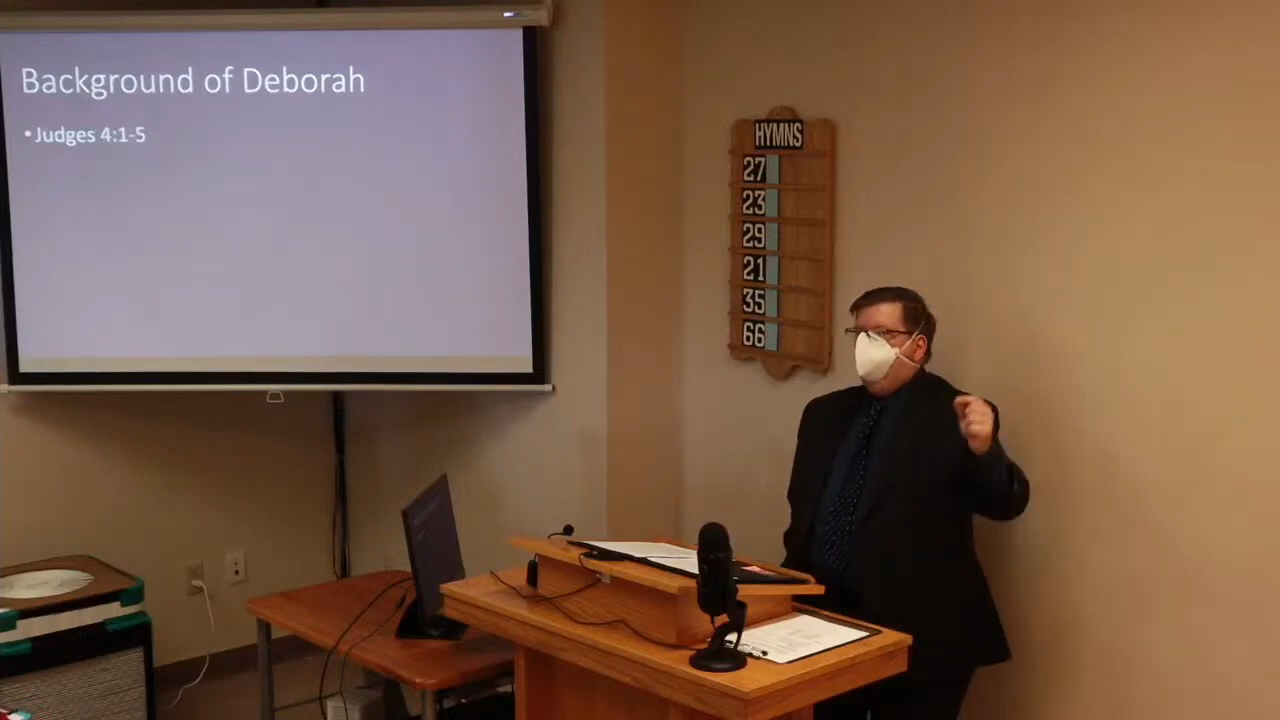 Background of Deborah
• Judges 4:1-5
HYMNS
27
23
29
21
35
66